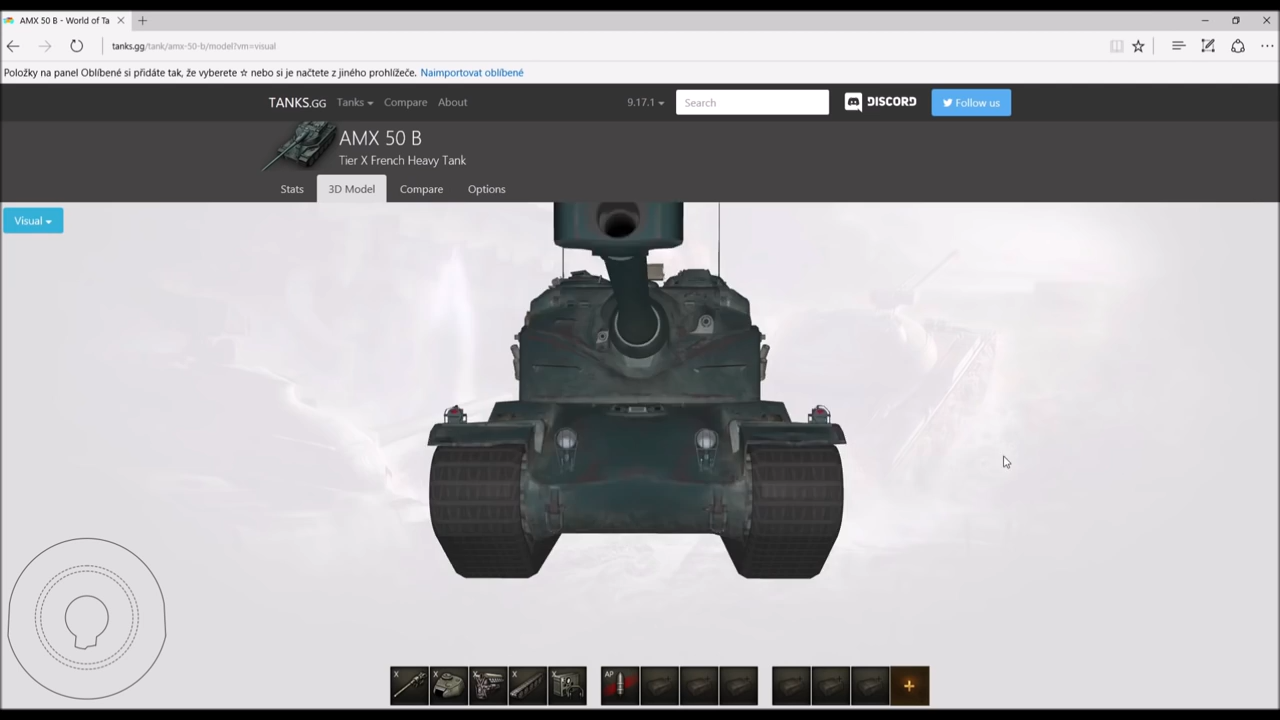 AMX 50 B - World of Ta
tanks.gg/tank/amx-50-b/model?vm=visual
Položky na panel Oblíbené si přidáte tak, že vyberete ☆ nebo si je načtete z jiného prohlížeče. Naimportovat oblíbené
TANKS.GG Tanks Compare About 9.17.1 Search DISCORD Follow us
AMX 50 B
Tier X French Heavy Tank
Stats 3D Model Compare Options
Visual
X X X X X AP